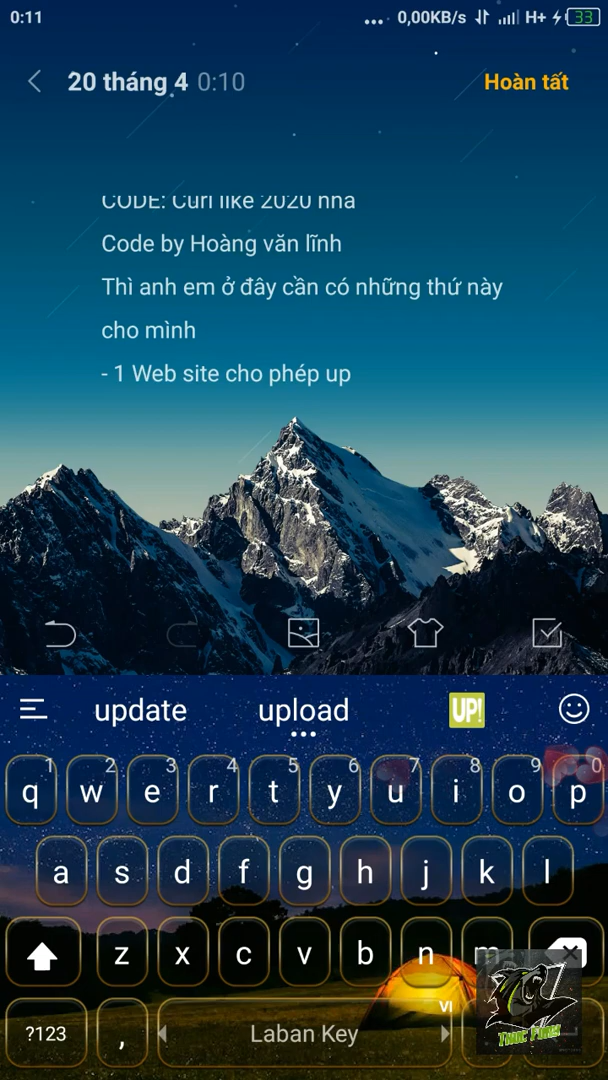 0:11
... 0,00KB/s H+ 33
20 tháng 4 0:10
Hoàn tất
CODE: Curl like 2020 nha
Code by Hoàng văn lĩnh
Thì anh em ở đây cần có những thứ này
cho mình
- 1 Web site cho phép up
update upload UP!
1 2 3 4 5 6 7 8 9 0
q w e r t y u i o p
a s d f g h j k l
z x c v b n m
VI
?123 , Laban Key